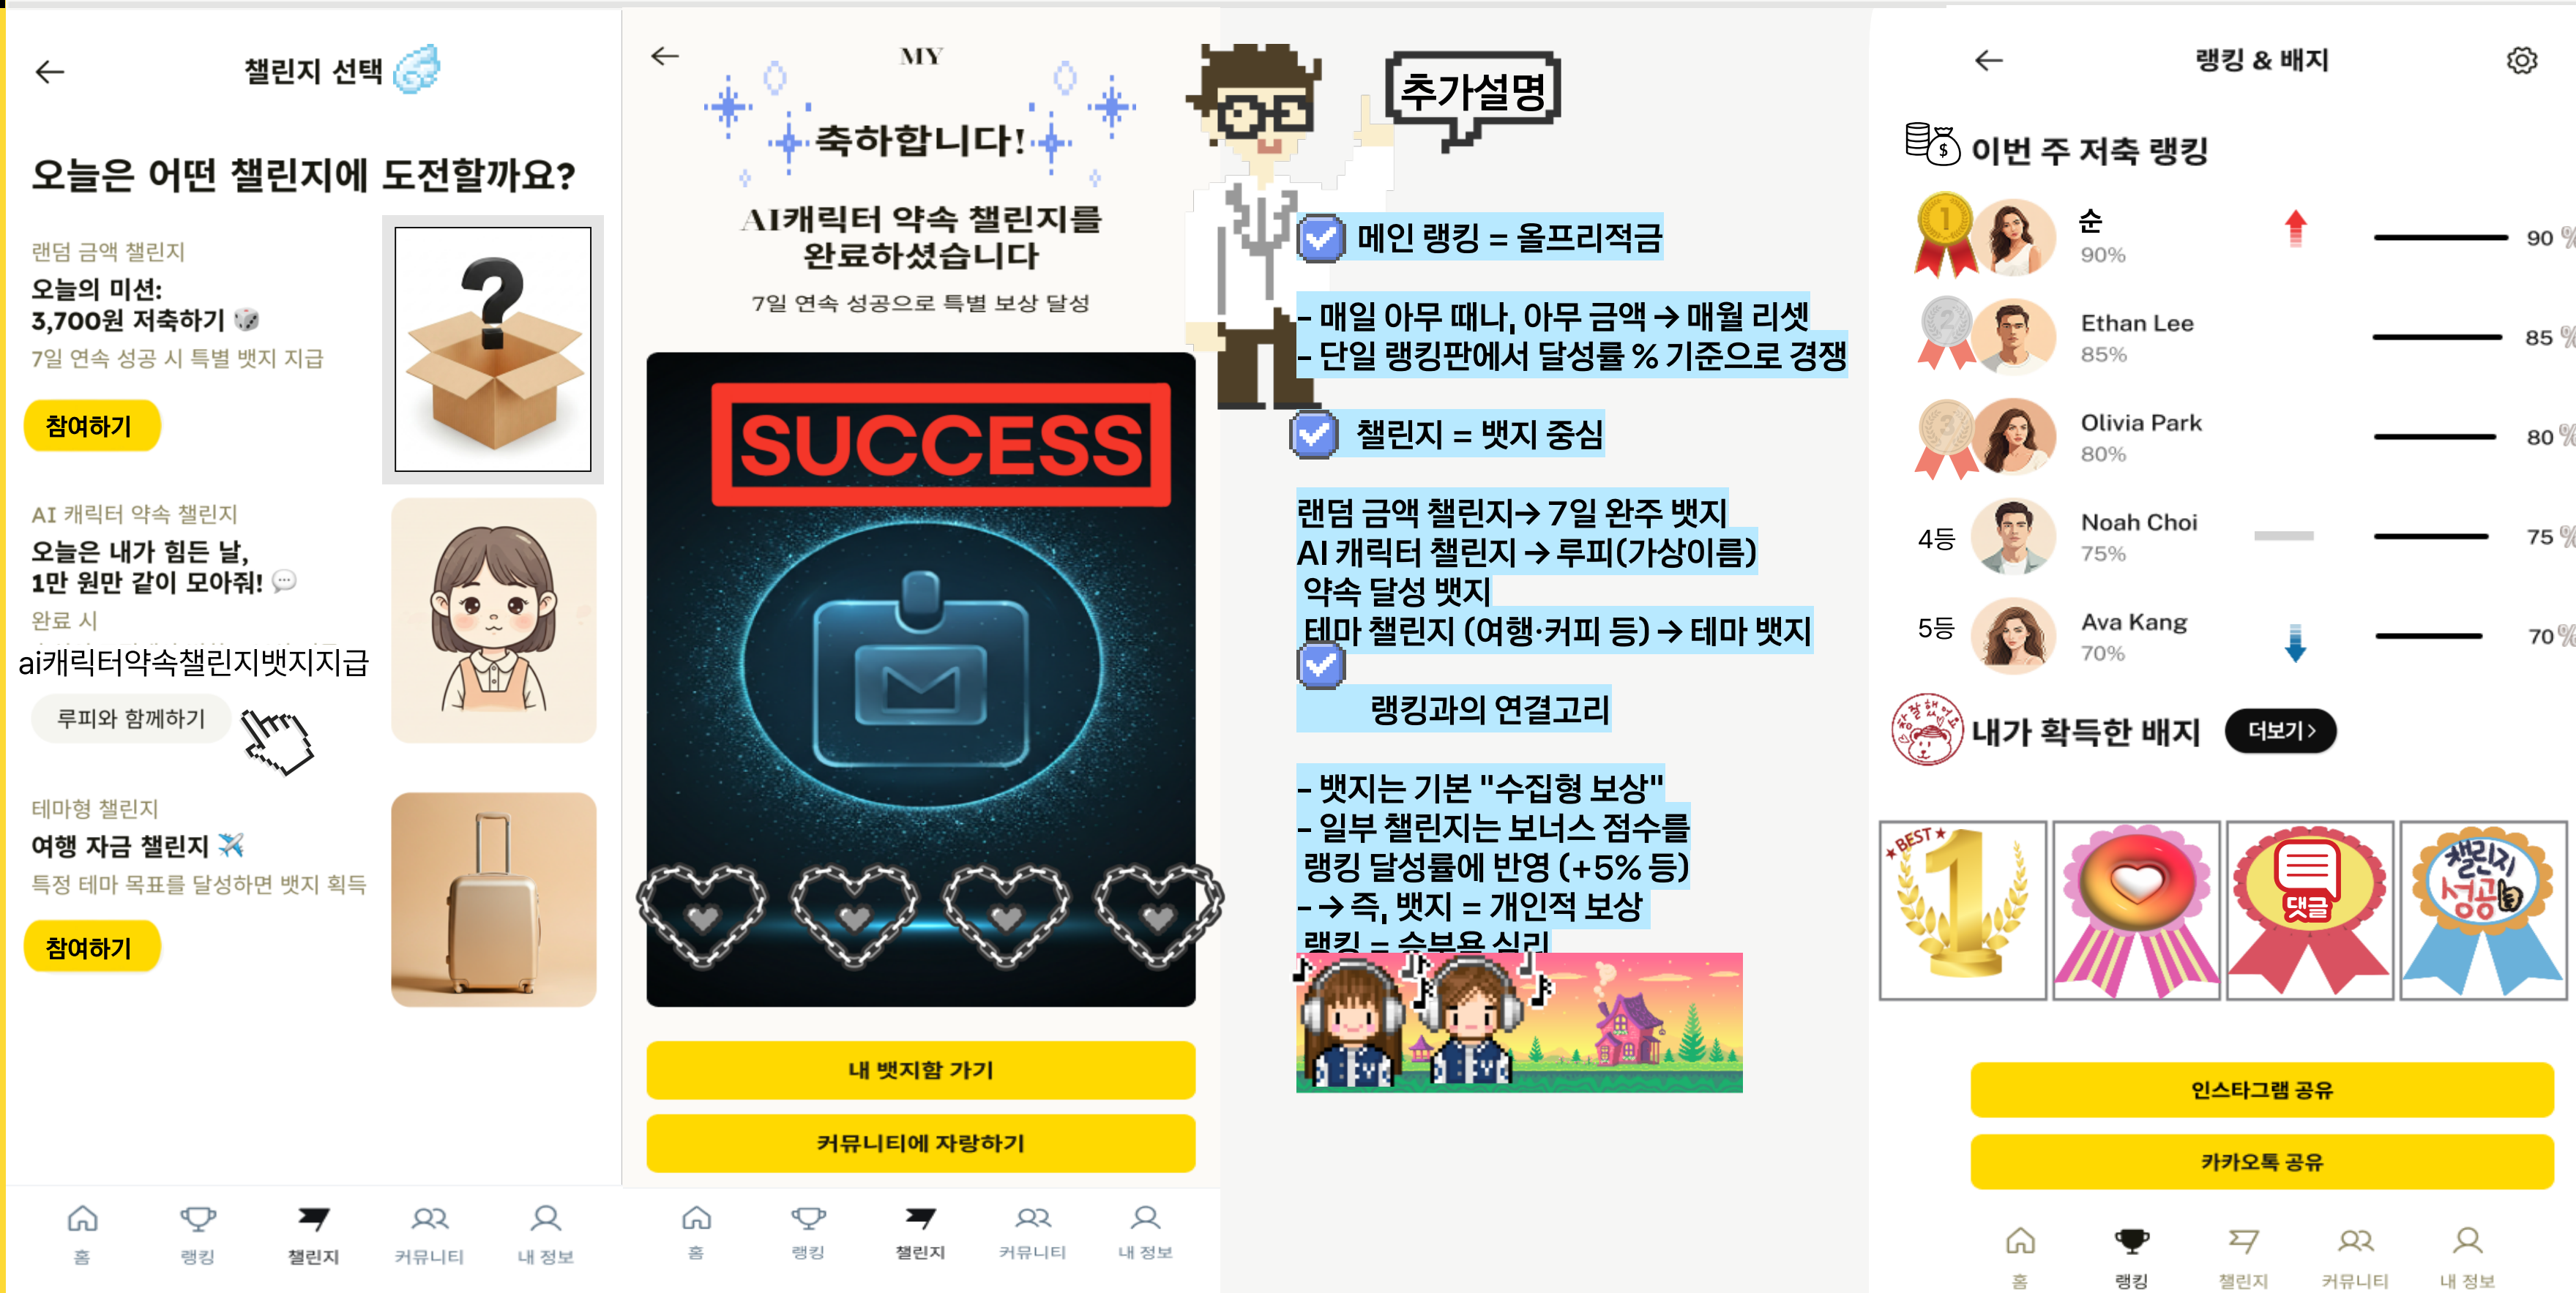 챌린지 선택
오늘은 어떤 챌린지에 도전할까요?
랜덤 금액 챌린지
오늘의 미션:
3,700원 저축하기 🎲
7일 연속 성공 시 특별 뱃지 지급
참여하기
AI 캐릭터 약속 챌린지
오늘은 내가 힘든 날,
1만 원만 같이 모아줘! 💬
완료 시
ai캐릭터약속챌린지뱃지지급
루피와 함께하기
테마형 챌린지
여행 자금 챌린지 ✈️
특정 테마 목표를 달성하면 뱃지 획득
참여하기
홈
랭킹
챌린지
커뮤니티
내 정보
MY
축하합니다!
AI캐릭터 약속 챌린지를
완료하셨습니다
7일 연속 성공으로 특별 보상 달성
SUCCESS
내 뱃지함 가기
커뮤니티에 자랑하기
홈
랭킹
챌린지
커뮤니티
내 정보
추가설명
메인 랭킹 = 올프리적금
- 매일 아무 때나, 아무 금액 → 매월 리셋
- 단일 랭킹판에서 달성률 % 기준으로 경쟁
챌린지 = 뱃지 중심
랜덤 금액 챌린지→ 7일 완주 뱃지
AI 캐릭터 챌린지 → 루피(가상이름)
약속 달성 뱃지
테마 챌린지 (여행·커피 등) → 테마 뱃지
랭킹과의 연결고리
- 뱃지는 기본 "수집형 보상"
- 일부 챌린지는 보너스 점수를
랭킹 달성률에 반영 (+5% 등)
- → 즉, 뱃지 = 개인적 보상
랭킹 = 승부욕 심리
랭킹 & 배지
$
이번 주 저축 랭킹
1
순
90%
90 %
2
Ethan Lee
85%
85 %
3
Olivia Park
80%
80 %
4등
Noah Choi
75%
75 %
5등
Ava Kang
70%
70 %
참 잘했어요
내가 확득한 배지
더보기 >
★BEST★
1
댓글
챌린지
성공
인스타그램 공유
카카오톡 공유
홈
랭킹
챌린지
커뮤니티
내 정보